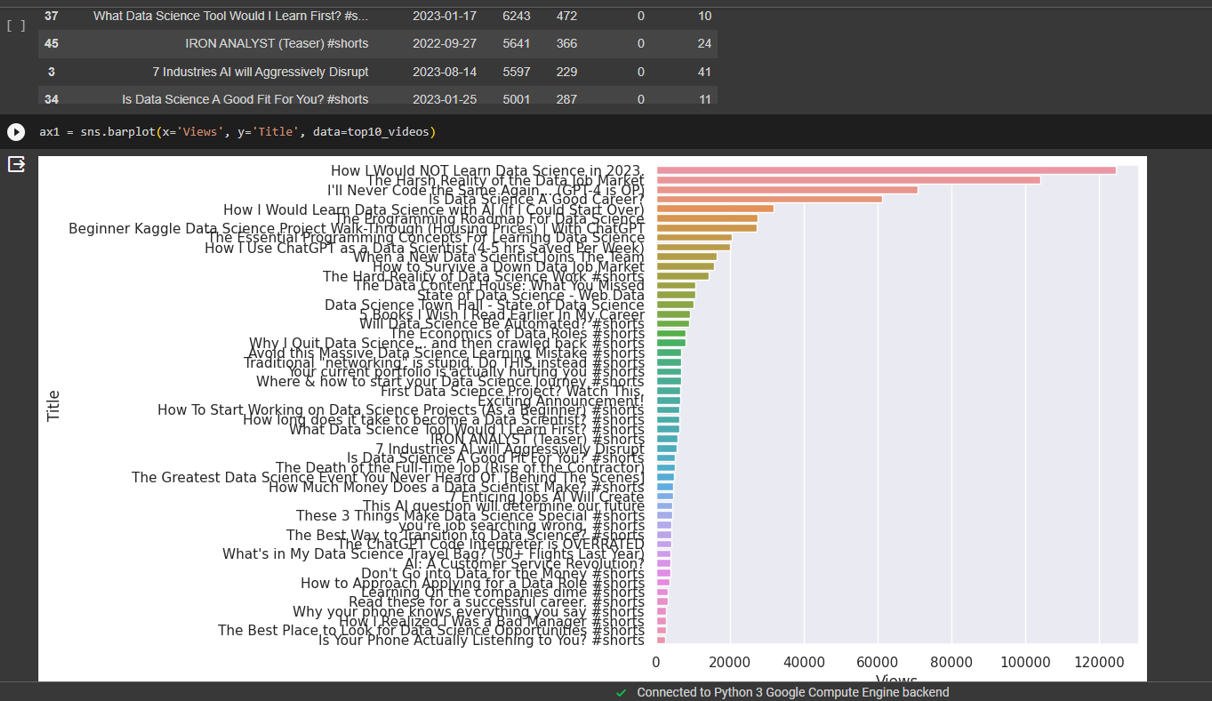 37 What Data Science Tool Would I Learn First? #s... 2023-01-17 6243 472 0 10
[ ]
45 IRON ANALYST (Teaser) #shorts 2022-09-27 5641 366 0 24
3 7 Industries AI will Aggressively Disrupt 2023-08-14 5597 229 0 41
34 Is Data Science A Good Fit For You? #shorts 2023-01-25 5001 287 0 11
ax1 = sns.barplot(x='Views', y='Title', data=top10_videos)
How I Would NOT Learn Data Science in 2023.
The Harsh Reality of the Data Job Market
I'll Never Code the Same Again... (GPT-4 is OP)
Is Data Science A Good Career?
How I Would Learn Data Science with AI (If I Could Start Over)
The Programming Roadmap For Data Science
Beginner Kaggle Data Science Project Walk-Through (Housing Prices) | With ChatGPT
The Essential Programming Concepts For Learning Data Science
How I Use ChatGPT as a Data Scientist (4-5 hrs Saved Per Week)
When a New Data Scientist Joins The Team
How to Survive a Down Data Job Market
The Hard Reality of Data Science Work #shorts
The Data Content House: What You Missed
State of Data Science - Web Data
Data Science Town Hall - State of Data Science
5 Books I Wish I Read Earlier In My Career
Will Data Science Be Automated? #shorts
The Economics of Data Roles #shorts
Why I Quit Data Science... and then crawled back #shorts
Avoid this Massive Data Science Learning Mistake #shorts
Traditional "networking" is stupid. Do THIS instead #shorts
Your current portfolio is actually hurting you #shorts
Where & how to start your Data Science Journey #shorts
First Data Science Project? Watch This.
Exciting Announcement!
How To Start Working on Data Science Projects (As a Beginner) #shorts
How long does it take to become a Data Scientist? #shorts
What Data Science Tool Would I Learn First? #shorts
IRON ANALYST (Teaser) #shorts
7 Industries AI will Aggressively Disrupt
Is Data Science A Good Fit For You? #shorts
The Death of the Full-Time Job (Rise of the Contractor)
The Greatest Data Science Event You Never Heard Of. [Behind The Scenes]
How Much Money Does a Data Scientist Make? #shorts
7 Enticing Jobs AI Will Create
This AI question will determine our future
These 3 Things Make Data Science Special #shorts
you're job searching wrong. #shorts
The Best Way to Transition to Data Science? #shorts
The ChatGPT Code Interpreter is OVERRATED
What's in My Data Science Travel Bag? (50+ Flights Last Year)
AI: A Customer Service Revolution?
Don't Go into Data for the Money #shorts
How to Approach Applying for a Data Role #shorts
Learning On the companies dime #shorts
Read these for a successful career. #shorts
Why your phone knows everything you say #shorts
How I Realized I Was a Bad Manager #shorts
The Best Place to Look for Data Science Opportunities #shorts
Is Your Phone Actually Listening to You? #shorts
Title
0 20000 40000 60000 80000 100000 120000
Views
Connected to Python 3 Google Compute Engine backend